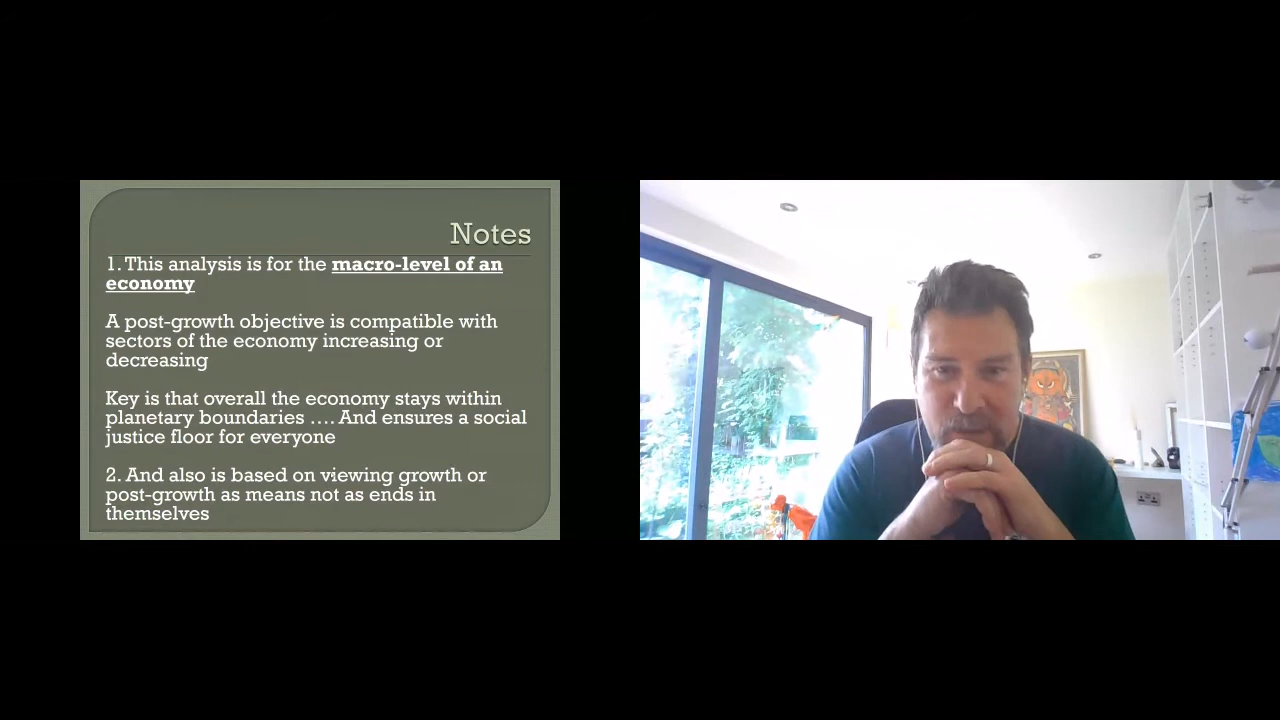 Notes
1. This analysis is for the macro-level of an
economy
A post-growth objective is compatible with
sectors of the economy increasing or
decreasing
Key is that overall the economy stays within
planetary boundaries …. And ensures a social
justice floor for everyone
2. And also is based on viewing growth or
post-growth as means not as ends in
themselves